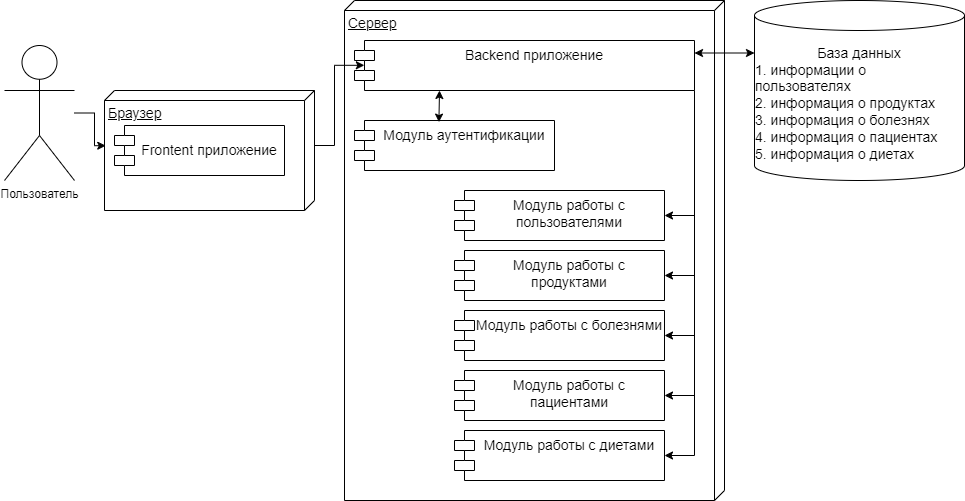 Пользователь
Браузер
Frontent приложение
Сервер
Backend приложение
Модуль аутентификации
Модуль работы с
пользователями
Модуль работы с
продуктами
Модуль работы с болезнями
Модуль работы с
пациентами
Модуль работы с диетами
База данных
1. информации о
пользователях
2. информация о продуктах
3. информация о болезнях
4. информация о пациентах
5. информация о диетах